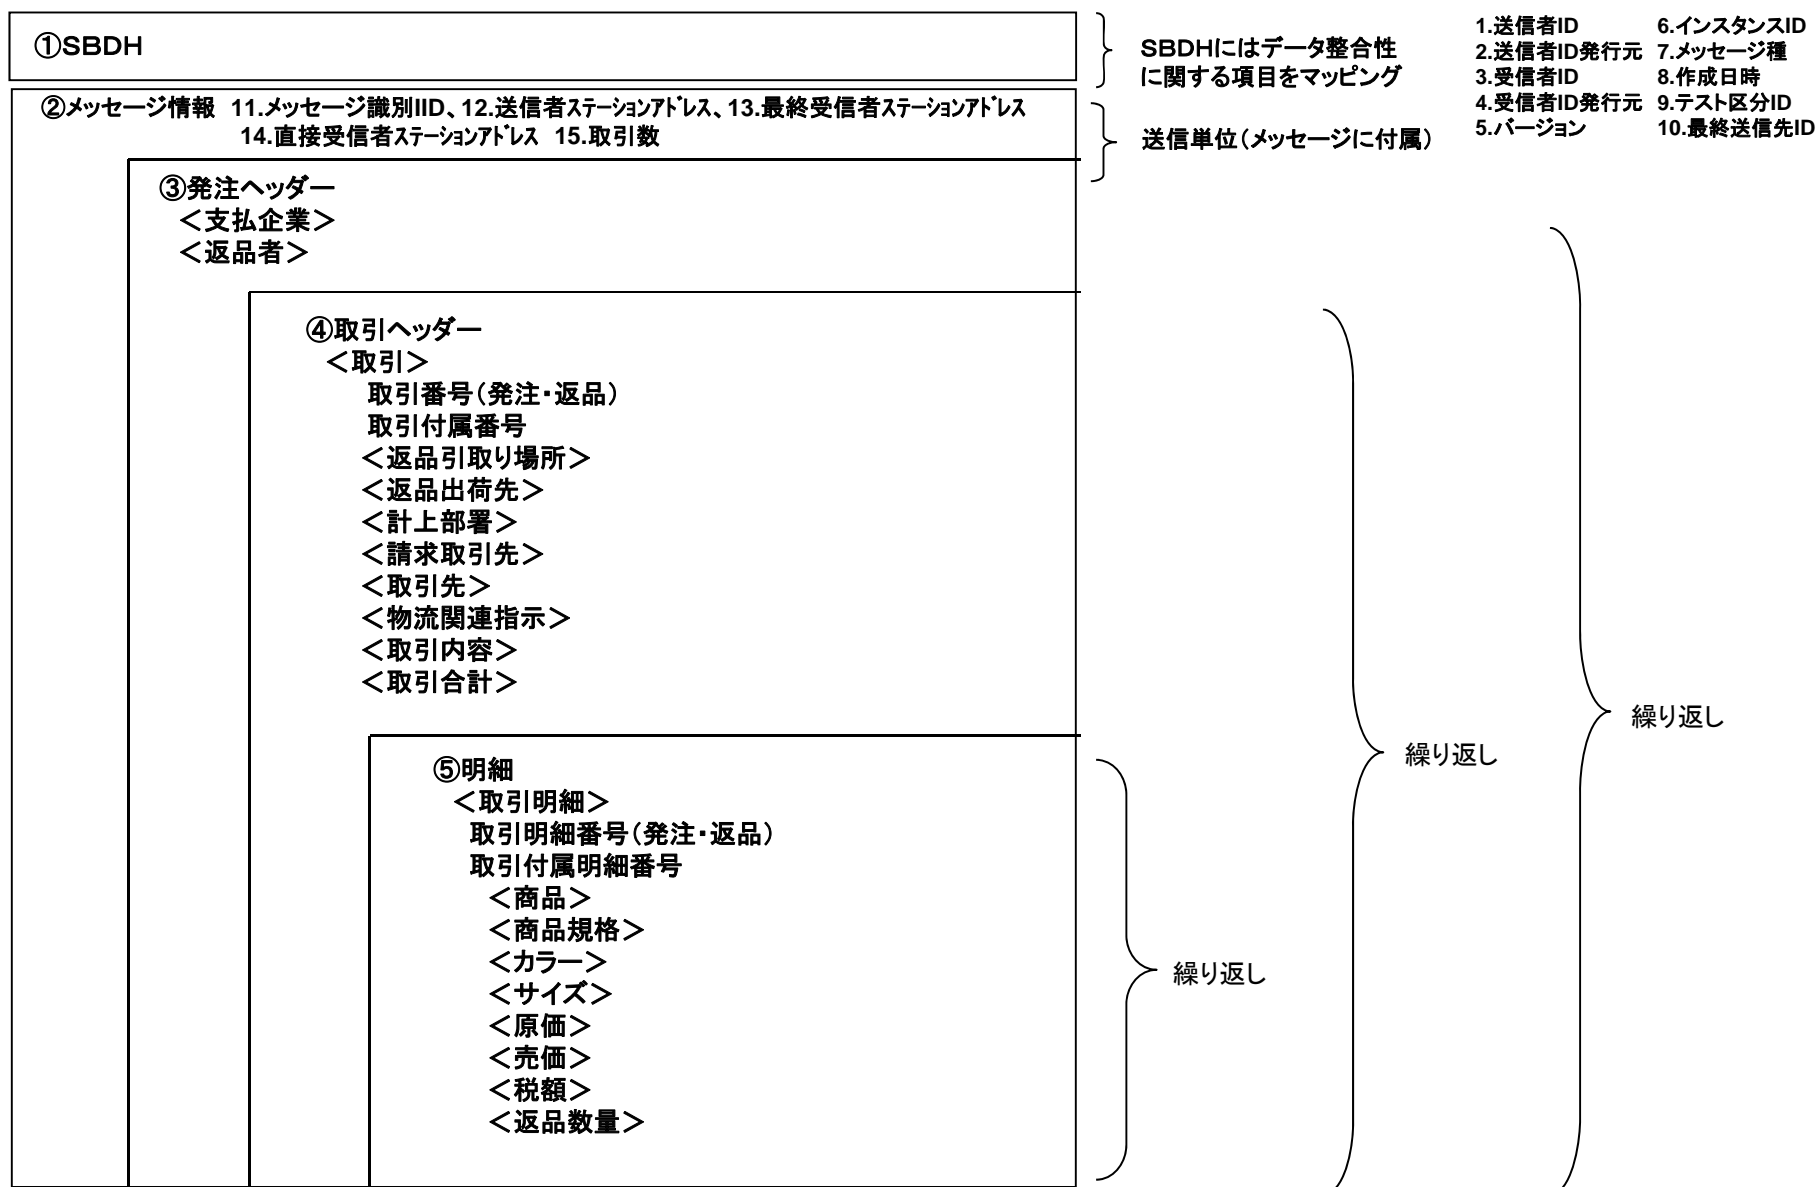 ①SBDH
SBDHにはデータ整合性
に関する項目をマッピング
1.送信者ID 6.インスタンスID
2.送信者ID発行元 7.メッセージ種
3.受信者ID 8.作成日時
4.受信者ID発行元 9.テスト区分ID
5.バージョン 10.最終送信先ID
②メッセージ情報 11.メッセージ識別IID、12.送信者ステーションアドレス、13.最終受信者ステーションアドレス
14.直接受信者ステーションアドレス 15.取引数
送信単位(メッセージに付属)
③発注ヘッダー
＜支払企業＞
＜返品者＞
④取引ヘッダー
＜取引＞
取引番号(発注・返品)
取引付属番号
＜返品引取り場所＞
＜返品出荷先＞
＜計上部署＞
＜請求取引先＞
＜取引先＞
＜物流関連指示＞
＜取引内容＞
＜取引合計＞
⑤明細
＜取引明細＞
取引明細番号(発注・返品)
取引付属明細番号
＜商品＞
＜商品規格＞
＜カラー＞
＜サイズ＞
＜原価＞
＜売価＞
＜税額＞
＜返品数量＞
繰り返し
繰り返し
繰り返し